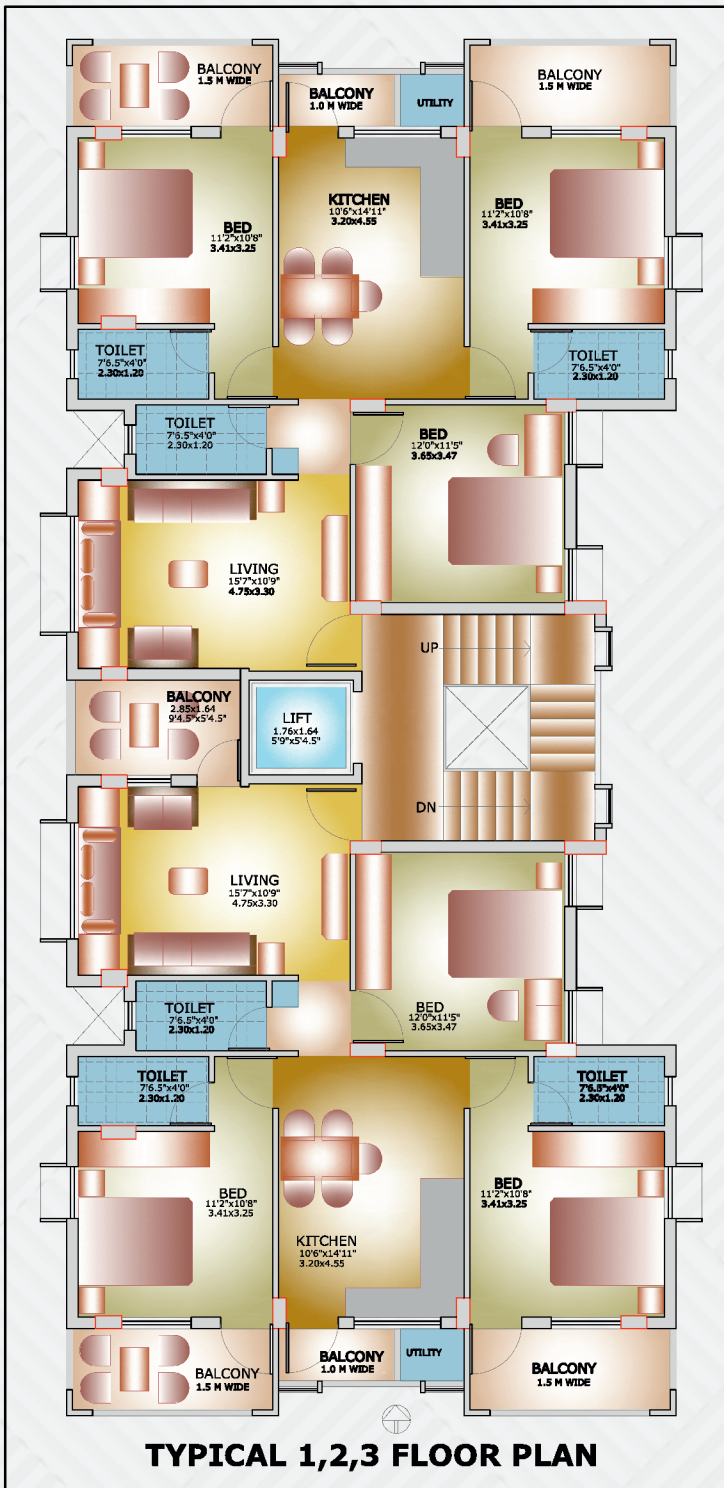 BALCONY
1.5 M WIDE
BALCONY
1.0 M WIDE
UTILITY
BALCONY
1.5 M WIDE
BED
11'2"x10'8"
3.41x3.25
KITCHEN
10'6"x14'11"
3.20x4.55
BED
11'2"x10'8"
3.41x3.25
TOILET
7'6.5"x4'0"
2.30x1.20
TOILET
7'6.5"x4'0"
2.30x1.20
TOILET
7'6.5"x4'0"
2.30x1.20
BED
12'0"x11'5"
3.65x3.47
LIVING
15'7"x10'9"
4.75x3.30
UP
BALCONY
2.85x1.64
9'4.5"x5'4.5"
LIFT
1.76x1.64
5'9"x5'4.5"
DN
LIVING
15'7"x10'9"
4.75x3.30
TOILET
7'6.5"x4'0"
2.30x1.20
BED
12'0"x11'5"
3.65x3.47
TOILET
7'6.5"x4'0"
2.30x1.20
TOILET
7'6.5"x4'0"
2.30x1.20
BED
11'2"x10'8"
3.41x3.25
KITCHEN
10'6"x14'11"
3.20x4.55
BED
11'2"x10'8"
3.41x3.25
BALCONY
1.5 M WIDE
BALCONY
1.0 M WIDE
UTILITY
BALCONY
1.5 M WIDE
TYPICAL 1,2,3 FLOOR PLAN